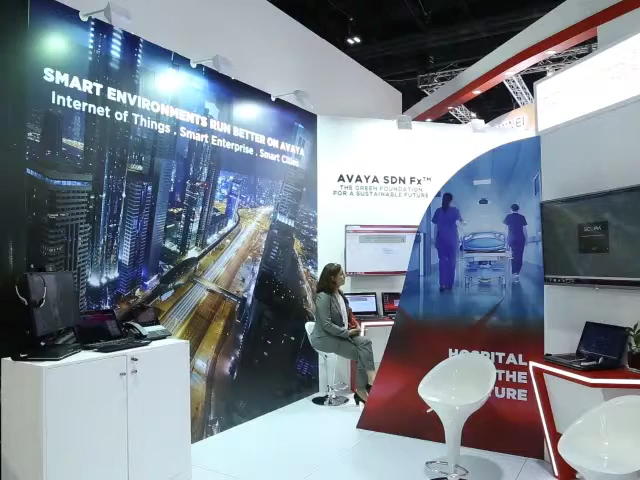 SMART ENVIRONMENTS RUN BETTER ON AVAYA
Internet of Things . Smart Enterprise . Smart Cities
AVAYA SDN Fx™
THE GREEN FOUNDATION
FOR A SUSTAINABLE FUTURE
HOSPITAL
THE